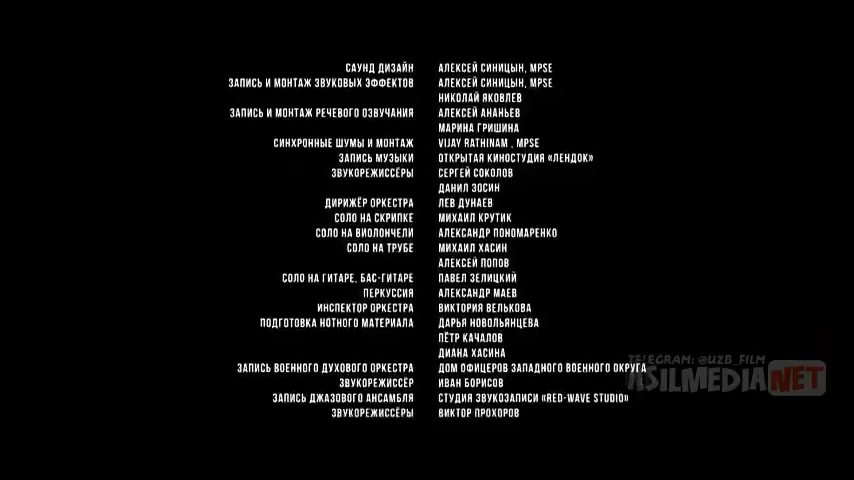 САУНД ДИЗАЙН АЛЕКСЕЙ СИНИЦЫН, MPSE
ЗАПИСЬ И МОНТАЖ ЗВУКОВЫХ ЭФФЕКТОВ АЛЕКСЕЙ СИНИЦЫН, MPSE
НИКОЛАЙ ЯКОВЛЕВ
ЗАПИСЬ И МОНТАЖ РЕЧЕВОГО ОЗВУЧАНИЯ АЛЕКСЕЙ АНАНЬЕВ
МАРИНА ГРИШИНА
СИНХРОННЫЕ ШУМЫ И МОНТАЖ VIJAY RATHINAM , MPSE
ЗАПИСЬ МУЗЫКИ ОТКРЫТАЯ КИНОСТУДИЯ «ЛЕНДОК»
ЗВУКОРЕЖИССЁРЫ СЕРГЕЙ СОКОЛОВ
ДАНИЛ ЗОСИН
ДИРИЖЁР ОРКЕСТРА ЛЕВ ДУНАЕВ
СОЛО НА СКРИПКЕ МИХАИЛ КРУТИК
СОЛО НА ВИОЛОНЧЕЛИ АЛЕКСАНДР ПОНОМАРЕНКО
СОЛО НА ТРУБЕ МИХАИЛ ХАСИН
АЛЕКСЕЙ ПОПОВ
СОЛО НА ГИТАРЕ, БАС-ГИТАРЕ ПАВЕЛ ЗЕЛИЦКИЙ
ПЕРКУССИЯ АЛЕКСАНДР МАЕВ
ИНСПЕКТОР ОРКЕСТРА ВИКТОРИЯ ВЕЛЬКОВА
ПОДГОТОВКА НОТНОГО МАТЕРИАЛА ДАРЬЯ НОВОЛЬЯНЦЕВА
ПЁТР КАЧАЛОВ
ДИАНА ХАСИНА
ЗАПИСЬ ВОЕННОГО ДУХОВОГО ОРКЕСТРА ДОМ ОФИЦЕРОВ ЗАПАДНОГО ВОЕННОГО ОКРУГА
ЗВУКОРЕЖИССЁР ИВАН БОРИСОВ
ЗАПИСЬ ДЖАЗОВОГО АНСАМБЛЯ СТУДИЯ ЗВУКОЗАПИСИ «RED-WAVE STUDIO»
ЗВУКОРЕЖИССЁРЫ ВИКТОР ПРОХОРОВ
TELEGRAM: @UZB_FILM
ASILMEDIA.NET